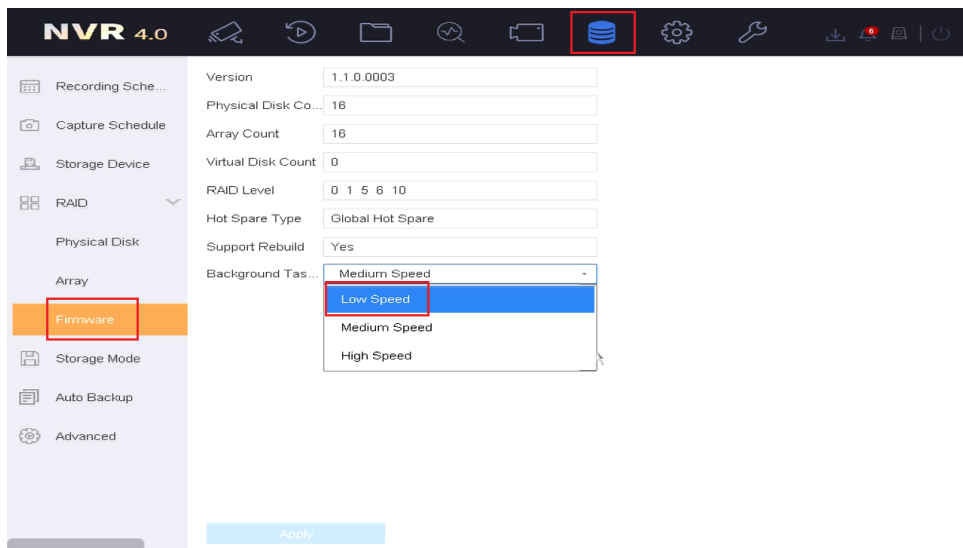 NVR 4.0
6
Recording Sche...
Capture Schedule
Storage Device
RAID
Physical Disk
Array
Firmware
Storage Mode
Auto Backup
Advanced
Version 1.1.0.0003
Physical Disk Co... 16
Array Count 16
Virtual Disk Count 0
RAID Level 0 1 5 6 10
Hot Spare Type Global Hot Spare
Support Rebuild Yes
Background Tas... Medium Speed
Low Speed
Medium Speed
High Speed
Apply